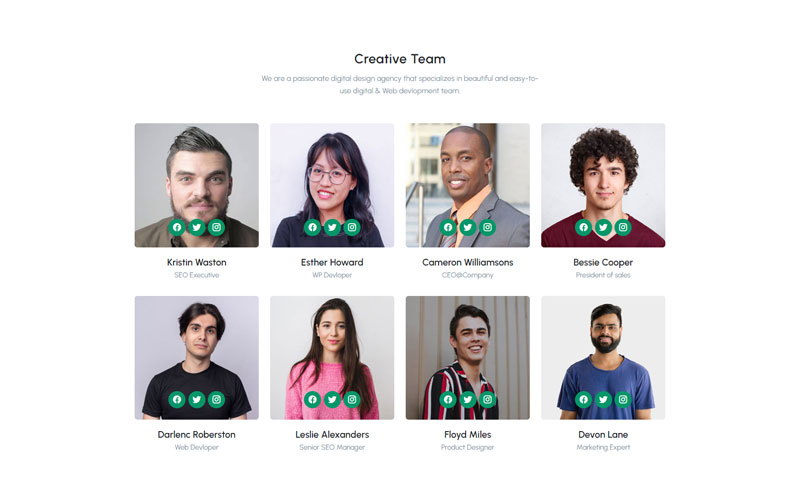 Creative Team
We are a passionate digital design agency that specializes in beautiful and easy-to-
use digital & Web devlopment team.
Kristin Waston
Esther Howard
Cameron Williamsons
Bessie Cooper
SEO Executive
WP Devloper
CEO@Company
President of sales
Darlenc Roberston
Leslie Alexanders
Floyd Miles
Devon Lane
Web Devloper
Senior SEO Manager
Product Designer
Marketing Expert